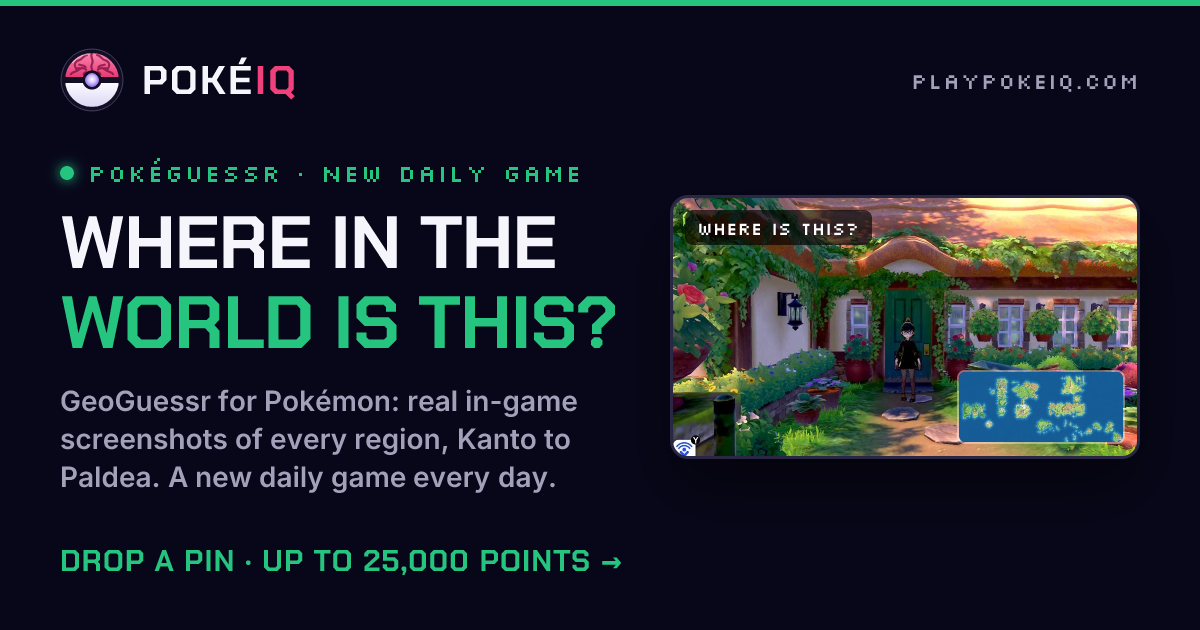 POKÉIQ
PLAYPOKEIQ.COM
POKÉGUESSR · NEW DAILY GAME
WHERE IN THE
WORLD IS THIS?
WHERE IS THIS?
GeoGuessr for Pokémon: real in-game
screenshots of every region, Kanto to
Paldea. A new daily game every day.
Y
DROP A PIN · UP TO 25,000 POINTS →